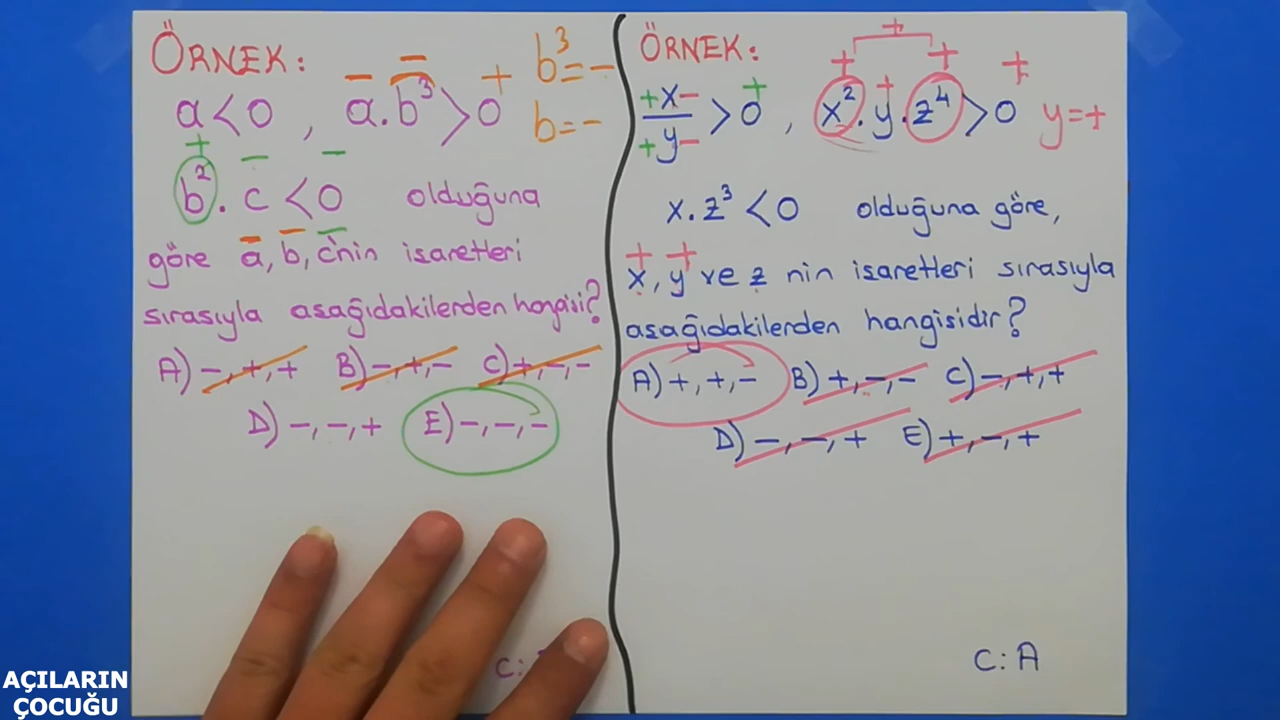 ÖRNEK:
a<0 , a.b³>0
b³=-
b=-
b².c<0 olduğuna
göre a, b, c'nin işaretleri
sırasıyla aşağıdakilerden hangisi?
A) -,+,+ B) -,+,- C) +,-,-
D) -,-,+ E) -,-,-
C:
ÖRNEK:
x/y > 0 , x².y.z⁴>0
y=+
x.z³<0 olduğuna göre,
x, y ve z nin işaretleri sırasıyla
aşağıdakilerden hangisidir?
A) +,+,- B) +,-,- C) -,+,+
D) -,-,+ E) +,-,+
C: A
AÇILARIN
ÇOCUĞU